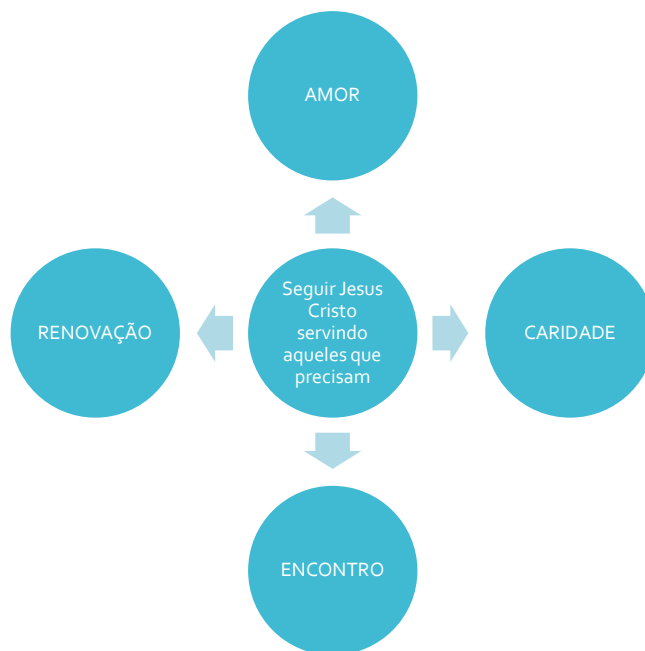 AMOR
RENOVAÇÃO
Seguir Jesus
Cristo
servindo
aqueles que
precisam
CARIDADE
ENCONTRO